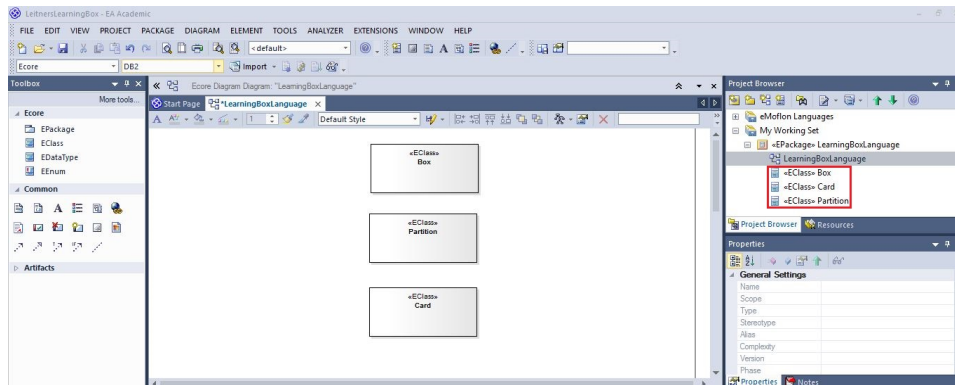 LeitnersLearningBox - EA Academic
FILE EDIT VIEW PROJECT PACKAGE DIAGRAM ELEMENT TOOLS ANALYZER EXTENSIONS WINDOW HELP
<default>
Ecore DB2 Import
Toolbox
More tools...
Ecore
EPackage
EClass
EDataType
EEnum
Common
Artifacts
Ecore Diagram Diagram: "LearningBoxLanguage"
Start Page *LearningBoxLanguage
1 Default Style
«EClass»
Box
«EClass»
Partition
«EClass»
Card
Project Browser
eMoflon Languages
My Working Set
«EPackage» LearningBoxLanguage
LearningBoxLanguage
«EClass» Box
«EClass» Card
«EClass» Partition
Project Browser Resources
Properties
General Settings
Name
Scope
Type
Stereotype
Alias
Complexity
Version
Phase
Properties Notes